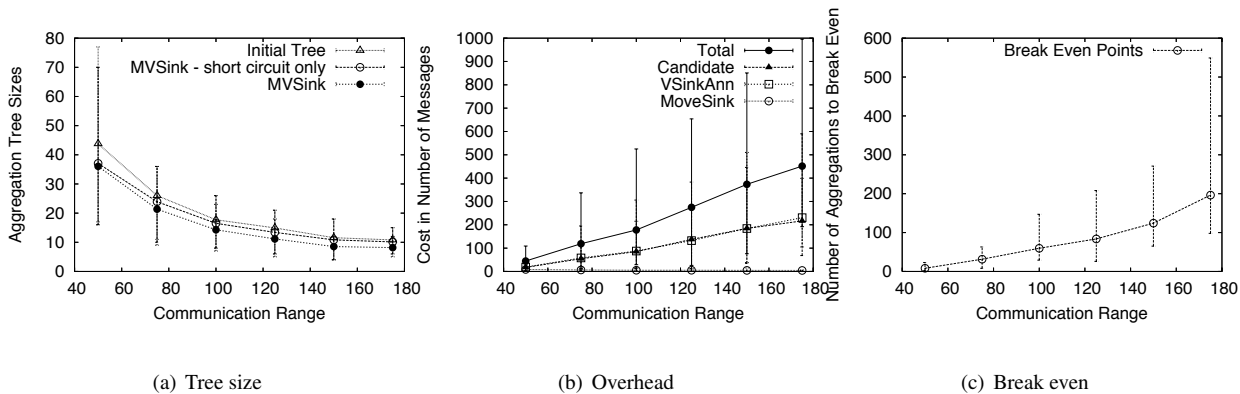 Aggregation Tree Sizes
80
70
60
50
40
30
20
10
0
40 60 80 100 120 140 160 180
Communication Range
Initial Tree
MVSink - short circuit only
MVSink
(a) Tree size
Cost in Number of Messages
1000
900
800
700
600
500
400
300
200
100
0
40 60 80 100 120 140 160 180
Communication Range
Total
Candidate
VSinkAnn
MoveSink
(b) Overhead
Number of Aggregations to Break Even
600
500
400
300
200
100
0
40 60 80 100 120 140 160 180
Communication Range
Break Even Points
(c) Break even